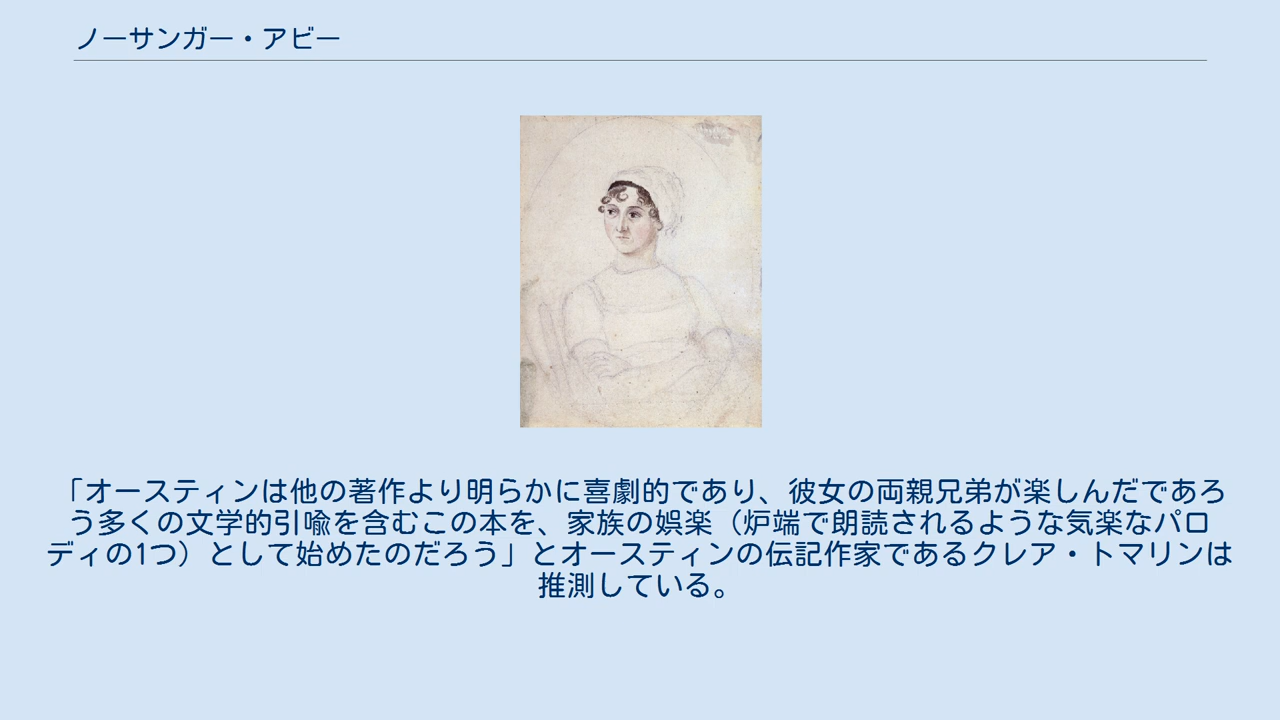 ノーサンガー・アビー
「オースティンは他の著作より明らかに喜劇的であり、彼女の両親兄弟が楽しんだであろ
う多くの文学的引喩を含むこの本を、家族の娯楽（炉端で朗読されるような気楽なパロ
ディの1つ）として始めたのだろう」とオースティンの伝記作家であるクレア・トマリンは
推測している。